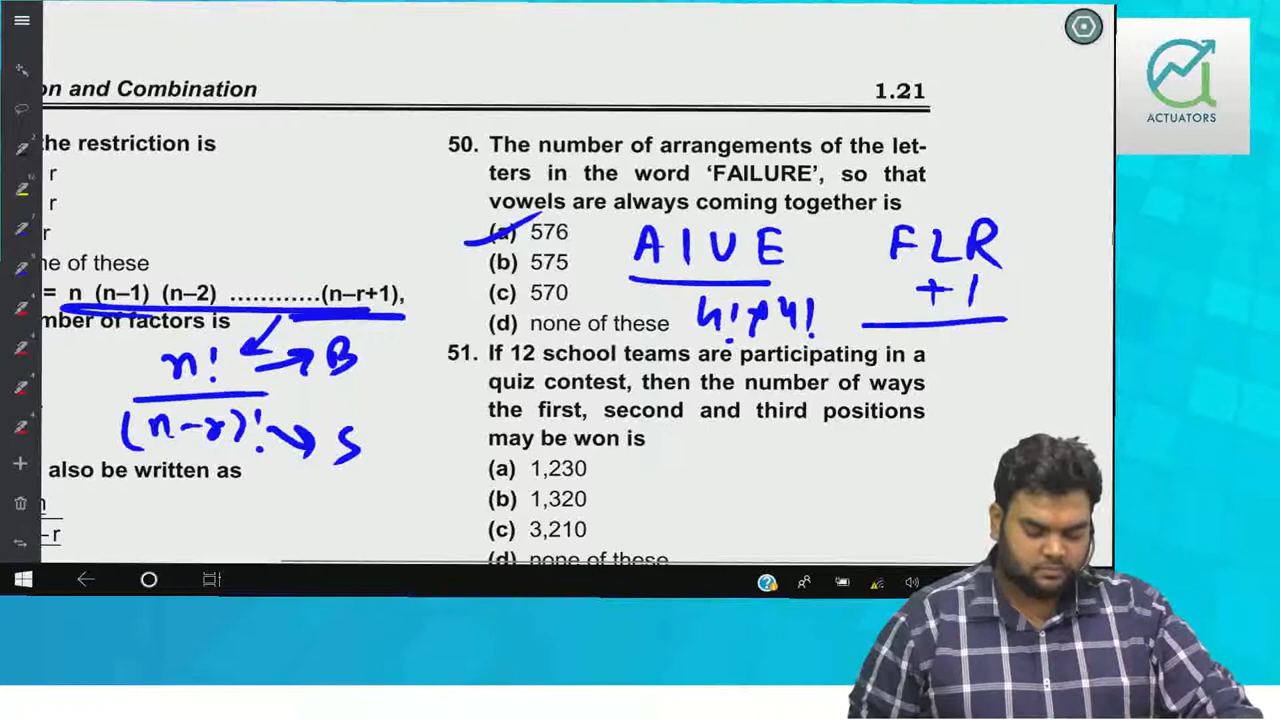 on and Combination
1.21
the restriction is
r
r
r
ne of these
= n (n–1) (n–2) ............(n–r+1),
mber of factors is
n! → B
(n-r)! → S
also be written as
n
–r
50. The number of arrangements of the let-
ters in the word 'FAILURE', so that
vowels are always coming together is
(a) 576
(b) 575
(c) 570
(d) none of these
A I U E
4! × 4!
F L R
+ 1
51. If 12 school teams are participating in a
quiz contest, then the number of ways
the first, second and third positions
may be won is
(a) 1,230
(b) 1,320
(c) 3,210
(d) none of these
ACTUATORS